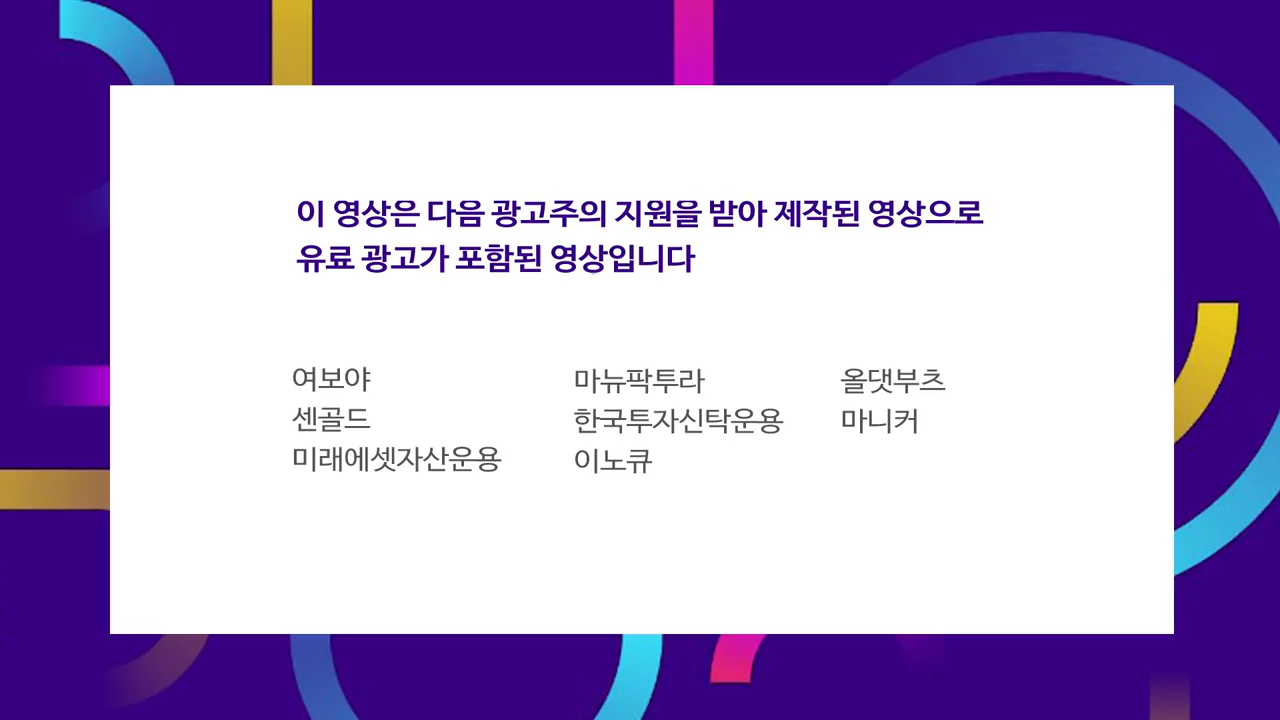 이 영상은 다음 광고주의 지원을 받아 제작된 영상으로
유료 광고가 포함된 영상입니다
여보야
센골드
미래에셋자산운용
마뉴팍투라
한국투자신탁운용
이노큐
올댓부츠
마니커